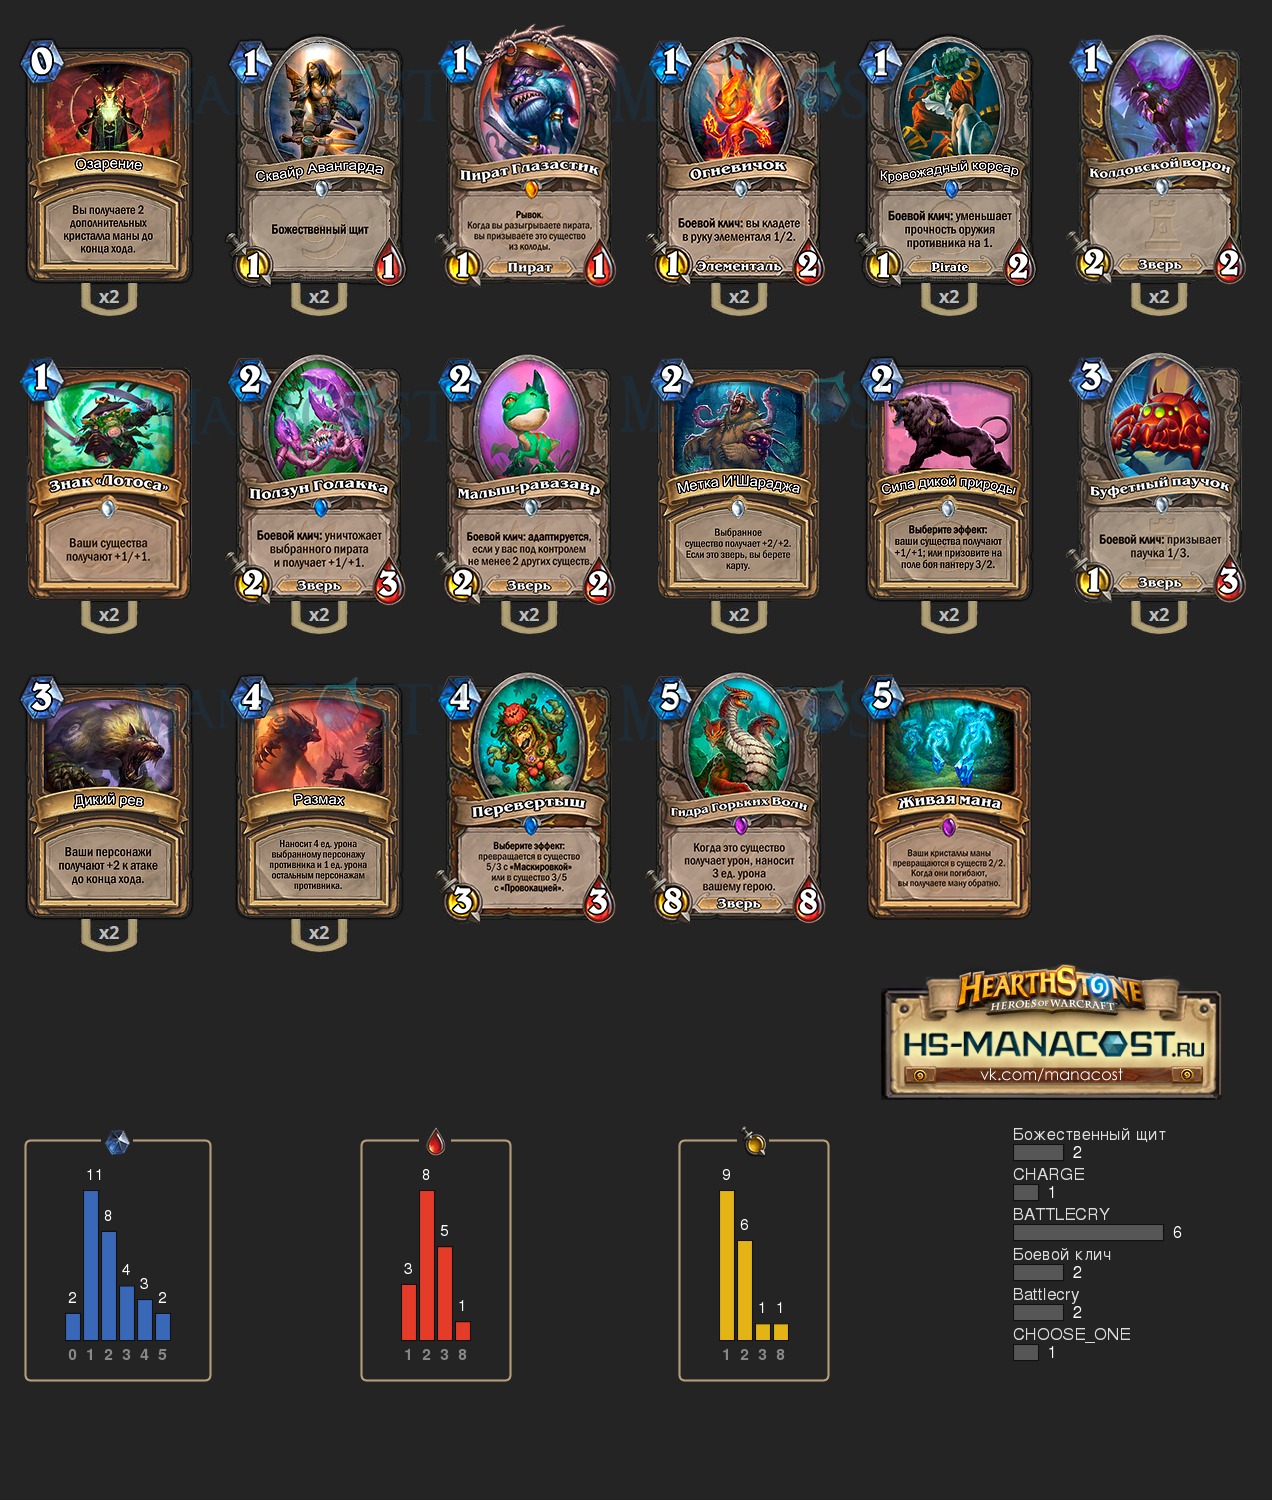 0
Озарение
Вы получаете 2
дополнительных
кристалла маны до
конца хода.
x2
1
Сквайр Авангарда
Божественный щит
1
1
x2
1
Пират Глазастик
Рывок.
Когда вы разыгрываете пирата,
вы призываете это существо
из колоды.
1
Пират
1
1
Огневичок
Боевой клич: вы кладете
в руку элементаля 1/2.
1
Элементаль
2
x2
1
Кровожадный корсар
Боевой клич: уменьшает
прочность оружия
противника на 1.
1
Pirate
2
x2
1
Колдовской ворон
2
Зверь
2
x2
1
Знак «Лотоса»
Ваши существа
получают +1/+1.
x2
2
Ползун Голакка
Боевой клич: уничтожает
выбранного пирата
и получает +1/+1.
2
Зверь
3
x2
2
Малыш-равазавр
Боевой клич: адаптируется,
если у вас под контролем
не менее 2 других существ.
2
Зверь
2
x2
2
Метка И'Шараджа
Выбранное
существо получает +2/+2.
Если это зверь, вы берете
карту.
Hearthhead.com
x2
2
Сила дикой природы
Выберите эффект:
ваши существа получают
+1/+1; или призовите на
поле боя пантеру 3/2.
Hearthhead.com
x2
3
Буфетный паучок
Боевой клич: призывает
паучка 1/3.
1
Зверь
3
x2
3
Дикий рев
Ваши персонажи
получают +2 к атаке
до конца хода.
Hearthhead.com
x2
4
Размах
Наносит 4 ед. урона
выбранному персонажу
противника и 1 ед. урона
остальным персонажам
противника.
Hearthhead.com
x2
4
Перевертыш
Выберите эффект:
превращается в существо
5/3 с «Маскировкой»
или в существо 3/5
с «Провокацией».
3
3
5
Гидра Горьких Волн
Когда это существо
получает урон, наносит
3 ед. урона
вашему герою.
8
Зверь
8
5
Живая мана
Ваши кристаллы маны
превращаются в существ 2/2.
Когда они погибают,
вы получаете ману обратно.
HEARTHSTONE
HEROES OF WARCRAFT
HS-MANACOST.RU
vk.com/manacost
2 11 8 4 3 2
0 1 2 3 4 5
3 8 5 1
1 2 3 8
9 6 1 1
1 2 3 8
Божественный щит
2
CHARGE
1
BATTLECRY
6
Боевой клич
2
Battlecry
2
CHOOSE_ONE
1